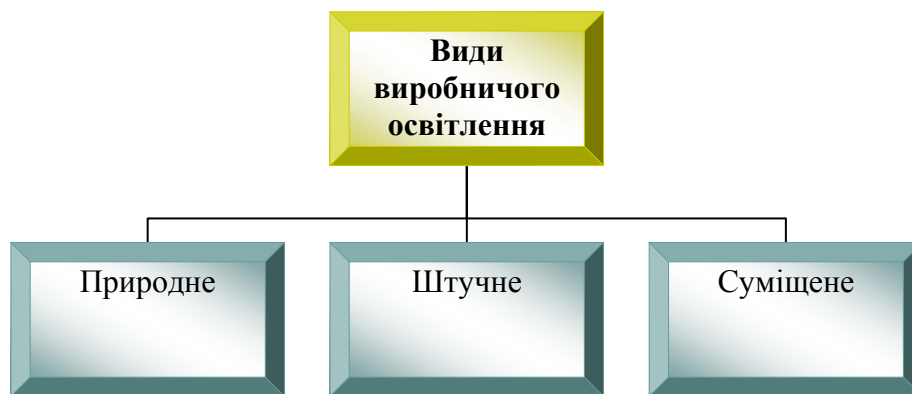 Види
виробничого
освітлення
Природне
Штучне
Суміщене